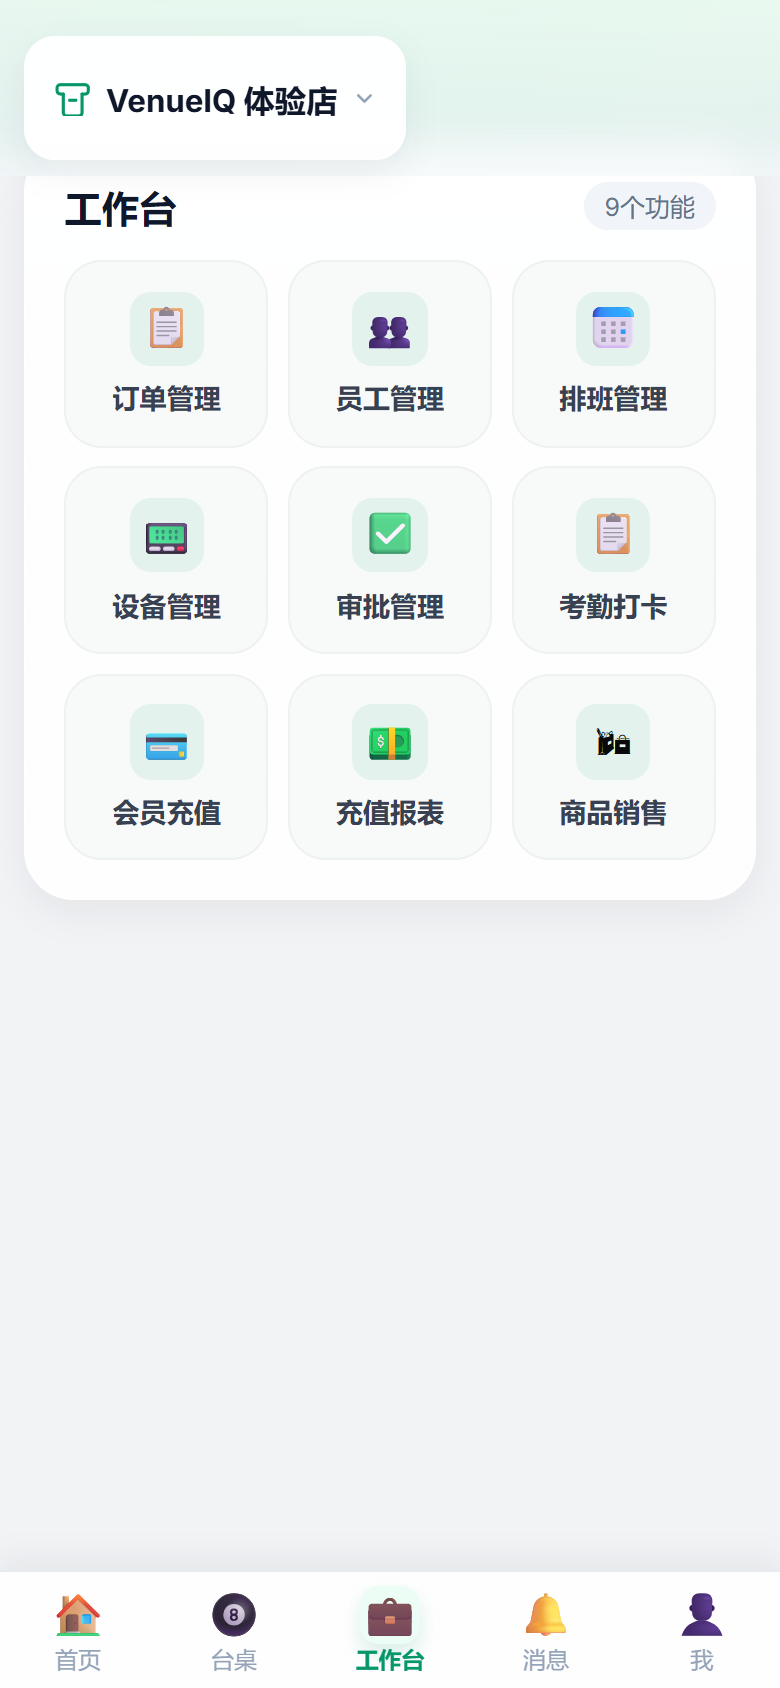 VenueIQ 体验店
工作台
9个功能
订单管理
员工管理
排班管理
设备管理
审批管理
考勤打卡
会员充值
充值报表
商品销售
首页
台桌
工作台
消息
我